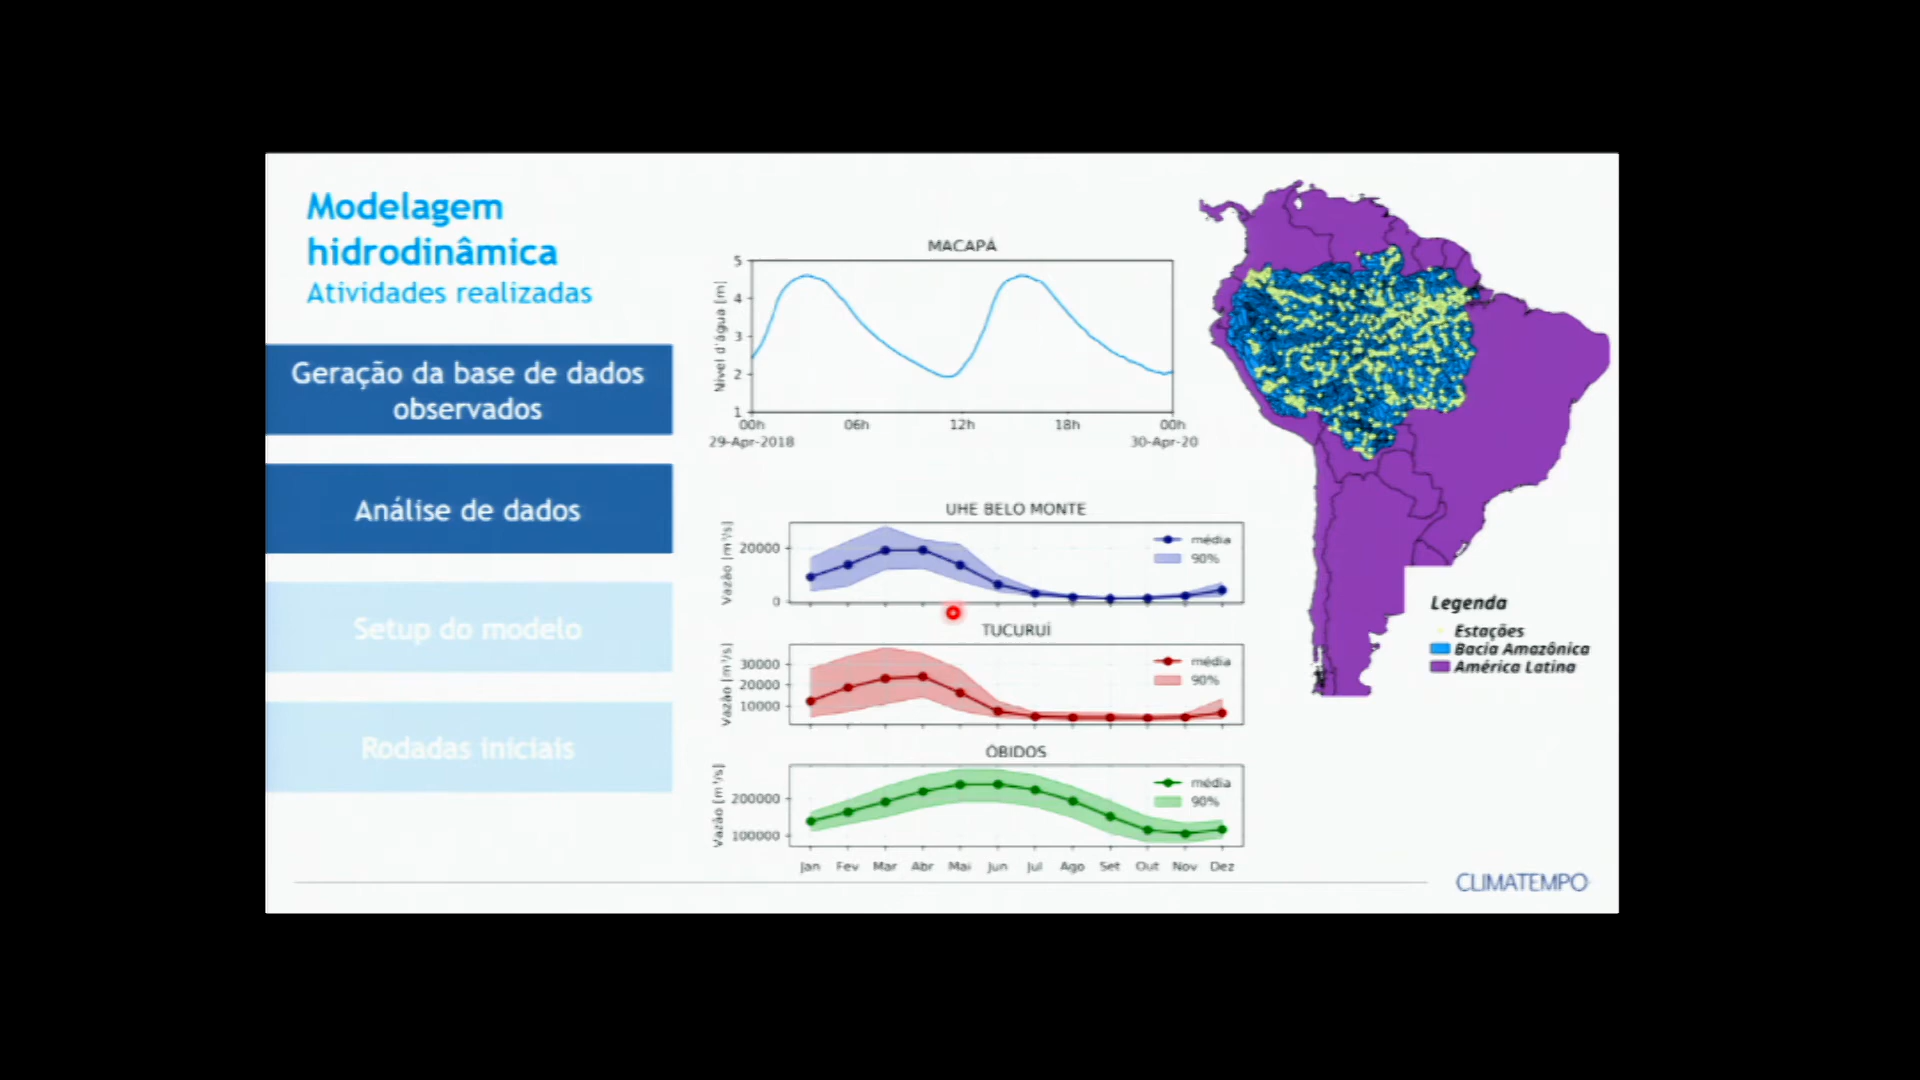 Modelagem
hidrodinâmica
Atividades realizadas
Geração da base de dados
observados
Análise de dados
Setup do modelo
Rodadas iniciais
MACAPÁ
Nível d'água [m]
5
4
3
2
1
00h
06h
12h
18h
00h
29-Apr-2018
30-Apr-20
UHE BELO MONTE
Vazão [m³/s]
20000
0
média
90%
TUCURUÍ
Vazão [m³/s]
30000
20000
10000
média
90%
ÓBIDOS
Vazão [m³/s]
200000
100000
média
90%
Jan Fev Mar Abr Mai Jun Jul Ago Set Out Nov Dez
Legenda
Estações
Bacia Amazônica
América Latina
CLIMATEMPO